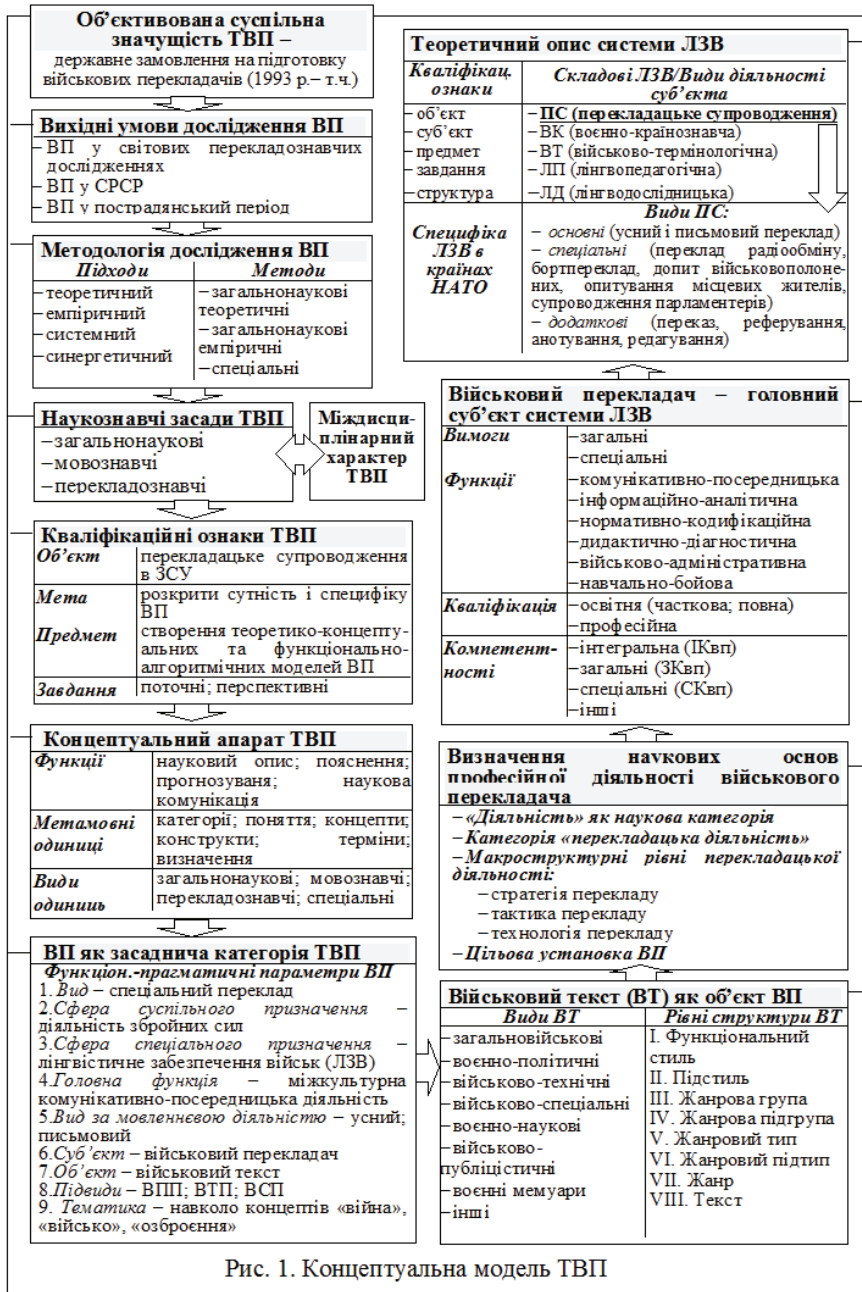 Об’єктивована суспільна
значущість ТВП –
державне замовлення на підготовку
військових перекладачів (1993 р.– т.ч.)
Вихідні умови дослідження ВП
– ВП у світових перекладознавчих
дослідженнях
– ВП у СРСР
– ВП у пострадянський період
Методологія дослідження ВП
Підходи
– теоретичний
– емпіричний
– системний
– синергетичний
Методи
– загальнонаукові
теоретичні
– загальнонаукові
емпіричні
– спеціальні
Наукознавчі засади ТВП
– загальнонаукові
– мовознавчі
– перекладознавчі
Міждисци-
плінарний
характер
ТВП
Кваліфікаційні ознаки ТВП
Об’єкт перекладацьке супроводження
в ЗСУ
Мета розкрити сутність і специфіку
ВП
Предмет створення теоретико-концепту-
альних та функціонально-
алгоритмічних моделей ВП
Завдання поточні; перспективні
Концептуальний апарат ТВП
Функції науковий опис; пояснення;
прогнозуваня; наукова
комунікація
Метамовні категорії; поняття; концепти;
одиниці конструкти; терміни;
визначення
Види загальнонаукові; мовознавчі;
одиниць перекладознавчі; спеціальні
ВП як засаднича категорія ТВП
Функціон.-прагматичні параметри ВП
1. Вид – спеціальний переклад
2.Сфера суспільного призначення –
діяльність збройних сил
3.Сфера спеціального призначення –
лінгвістичне забезпечення військ (ЛЗВ)
4.Головна функція – міжкультурна
комунікативно-посередницька діяльність
5.Вид за мовленнєвою діяльністю – усний;
письмовий
6.Суб’єкт – військовий перекладач
7.Об’єкт – військовий текст
8.Підвиди – ВПП; ВТП; ВСП
9. Тематика – навколо концептів «війна»,
«військо», «озброєння»
Теоретичний опис системи ЛЗВ
Кваліфікац.
ознаки
– об’єкт
– суб’єкт
– предмет
– завдання
– структура
Складові ЛЗВ/Види діяльності
суб’єкта
– ПС (перекладацьке супроводження)
– ВК (воєнно-країнознавча)
– ВТ (військово-термінологічна)
– ЛП (лінгвопедагогічна)
– ЛД (лінгводослідницька)
Специфіка
ЛЗВ в
країнах
НАТО
Види ПС:
– основні (усний і письмовий переклад)
– спеціальні (переклад радіообміну,
бортпереклад, допит військовополоне-
них, опитування місцевих жителів,
супроводження парламентерів)
– додаткові (переказ, реферування,
анотування, редагування)
Військовий перекладач – головний
суб’єкт системи ЛЗВ
Вимоги – загальні
– спеціальні
Функції – комунікативно-посередницька
– інформаційно-аналітична
– нормативно-кодифікаційна
– дидактично-діагностична
– військово-адміністративна
– навчально-бойова
Кваліфікація – освітня (часткова; повна)
– професійна
Компетент- – інтегральна (ІКвп)
ності – загальні (ЗКвп)
– спеціальні (СКвп)
– інші
Визначення наукових основ
професійної діяльності військового
перекладача
– «Діяльність» як наукова категорія
– Категорія «перекладацька діяльність»
– Макроструктурні рівні перекладацької
діяльності:
– стратегія перекладу
– тактика перекладу
– технологія перекладу
– Цільова установка ВП
Військовий текст (ВТ) як об’єкт ВП
Види ВТ
– загальновійськові
– воєнно-політичні
– військово-технічні
– військово-спеціальні
– воєнно-наукові
– військово-
публіцистичні
– воєнні мемуари
– інші
Рівні структури ВТ
I. Функціональний
стиль
II. Підстиль
III. Жанрова група
IV. Жанрова підгрупа
V. Жанровий тип
VI. Жанровий підтип
VII. Жанр
VIII. Текст
Рис. 1. Концептуальна модель ТВП